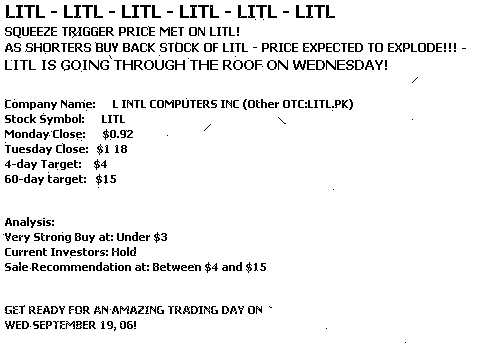 LITL - LITL - LITL - LITL - LITL - LITL
SQUEEZE TRIGGER PRICE MET ON LITL!
AS SHORTERS BUY BACK STOCK OF LITL - PRICE EXPECTED TO EXPLODE!!! -
LITL IS GOING THROUGH THE ROOF ON WEDNESDAY!
Company Name: L INTL COMPUTERS INC (Other OTC:LITL.PK)
Stock Symbol: LITL
Monday Close: $0.92
Tuesday Close: $1 18
4-day Target: $4
60-day target: $15
Analysis:
Very Strong Buy at: Under $3
Current Investors: Hold
Sale Recommendation at: Between $4 and $15
GET READY FOR AN AMAZING TRADING DAY ON
WED SEPTEMBER 19, 06!